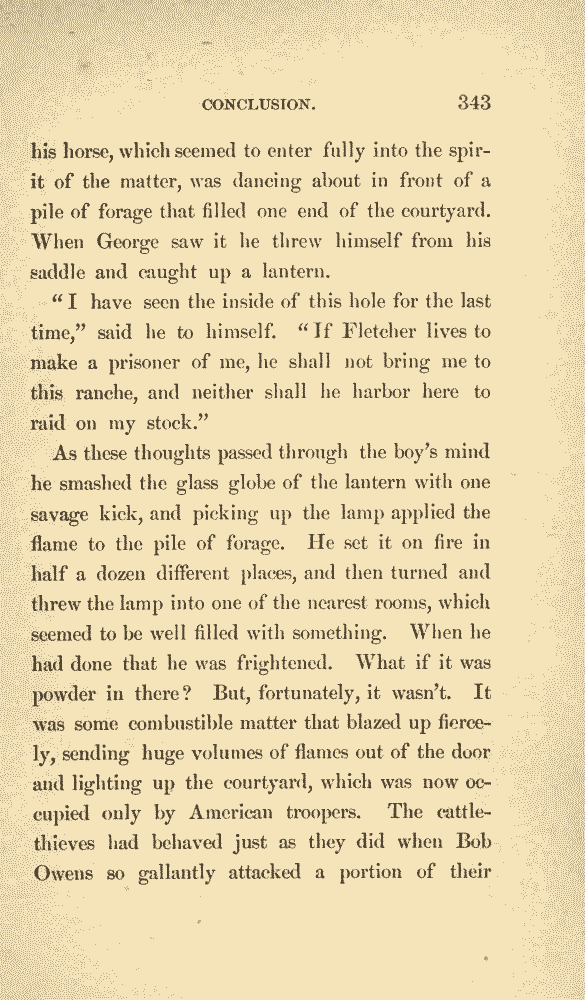 CONCLUSION. 343
his horse, which seemed to enter fully into the spir-
it of the matter, was dancing about in front of a
pile of forage that filled one end of the courtyard.
When George saw it he threw himself from his
saddle and caught up a lantern.
“I have seen the inside of this hole for the last
time,” said he to himself. “If Fletcher lives to
make a prisoner of me, he shall not bring me to
this ranche, and neither shall he harbor here to
raid on my stock.”
As these thoughts passed through the boy’s mind
he smashed the glass globe of the lantern with one
savage kick, and picking up the lamp applied the
flame to the pile of forage. He set it on fire in
half a dozen different places, and then turned and
threw the lamp into one of the nearest rooms, which
seemed to be well filled with something. When he
had done that he was frightened. What if it was
powder in there? But, fortunately, it wasn’t. It
was some combustible matter that blazed up fierce-
ly, sending huge volumes of flames out of the door
and lighting up the courtyard, which was now oc-
cupied only by American troopers. The cattle-
thieves had behaved just as they did when Bob
Owens so gallantly attacked a portion of their